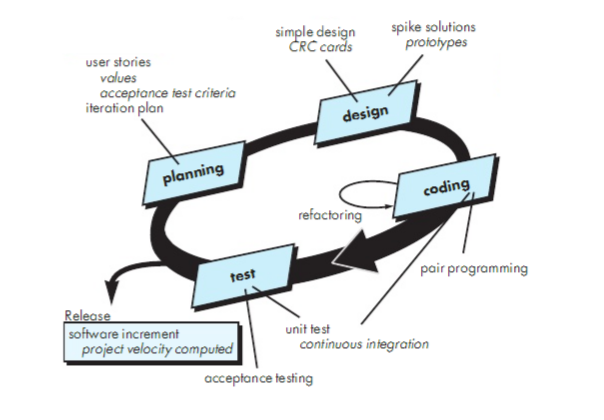 simple design
CRC cards
spike solutions
prototypes
user stories
values
acceptance test criteria
iteration plan
design
planning
coding
refactoring
test
pair programming
Release
software increment
project velocity computed
unit test
continuous integration
acceptance testing